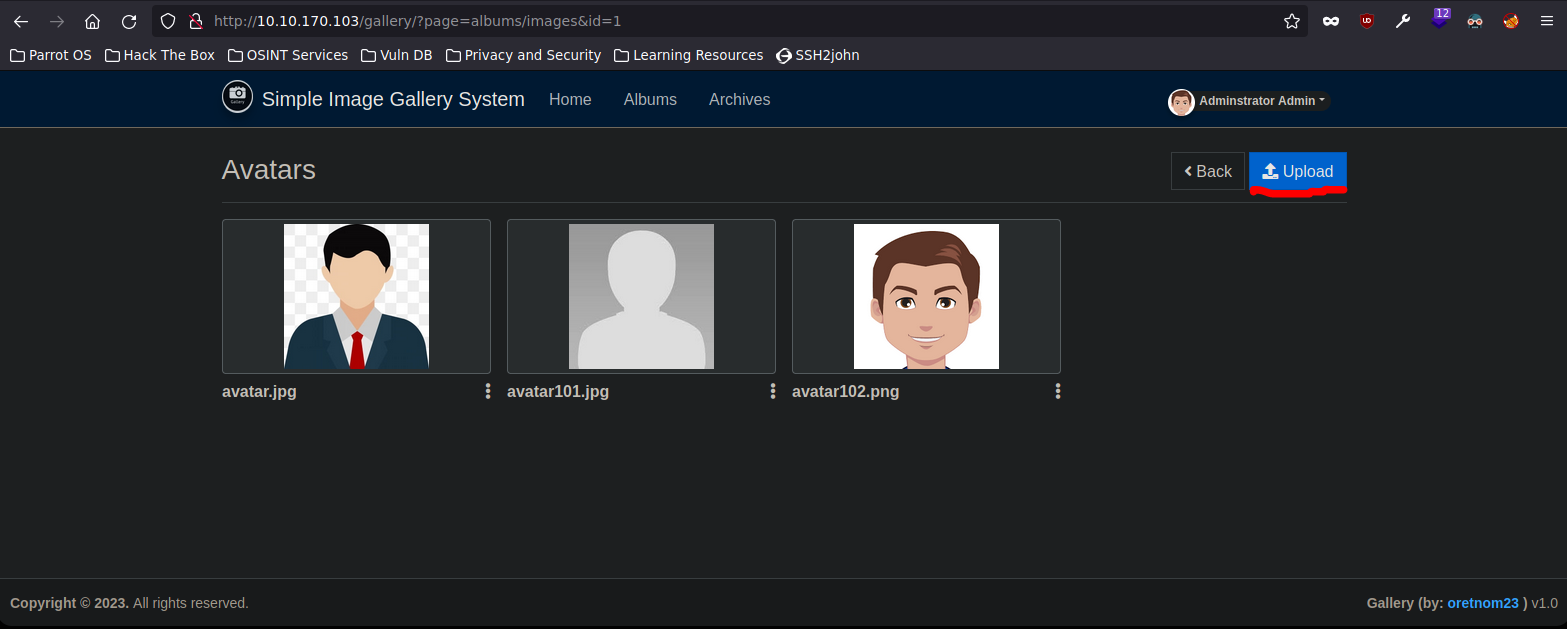 http://10.10.170.103/gallery/?page=albums/images&id=1
12
Parrot OS Hack The Box OSINT Services Vuln DB Privacy and Security Learning Resources SSH2john
Simple Image Gallery System Home Albums Archives Adminstrator Admin
Avatars Back Upload
avatar.jpg avatar101.jpg avatar102.png
Copyright © 2023. All rights reserved. Gallery (by: oretnom23 ) v1.0